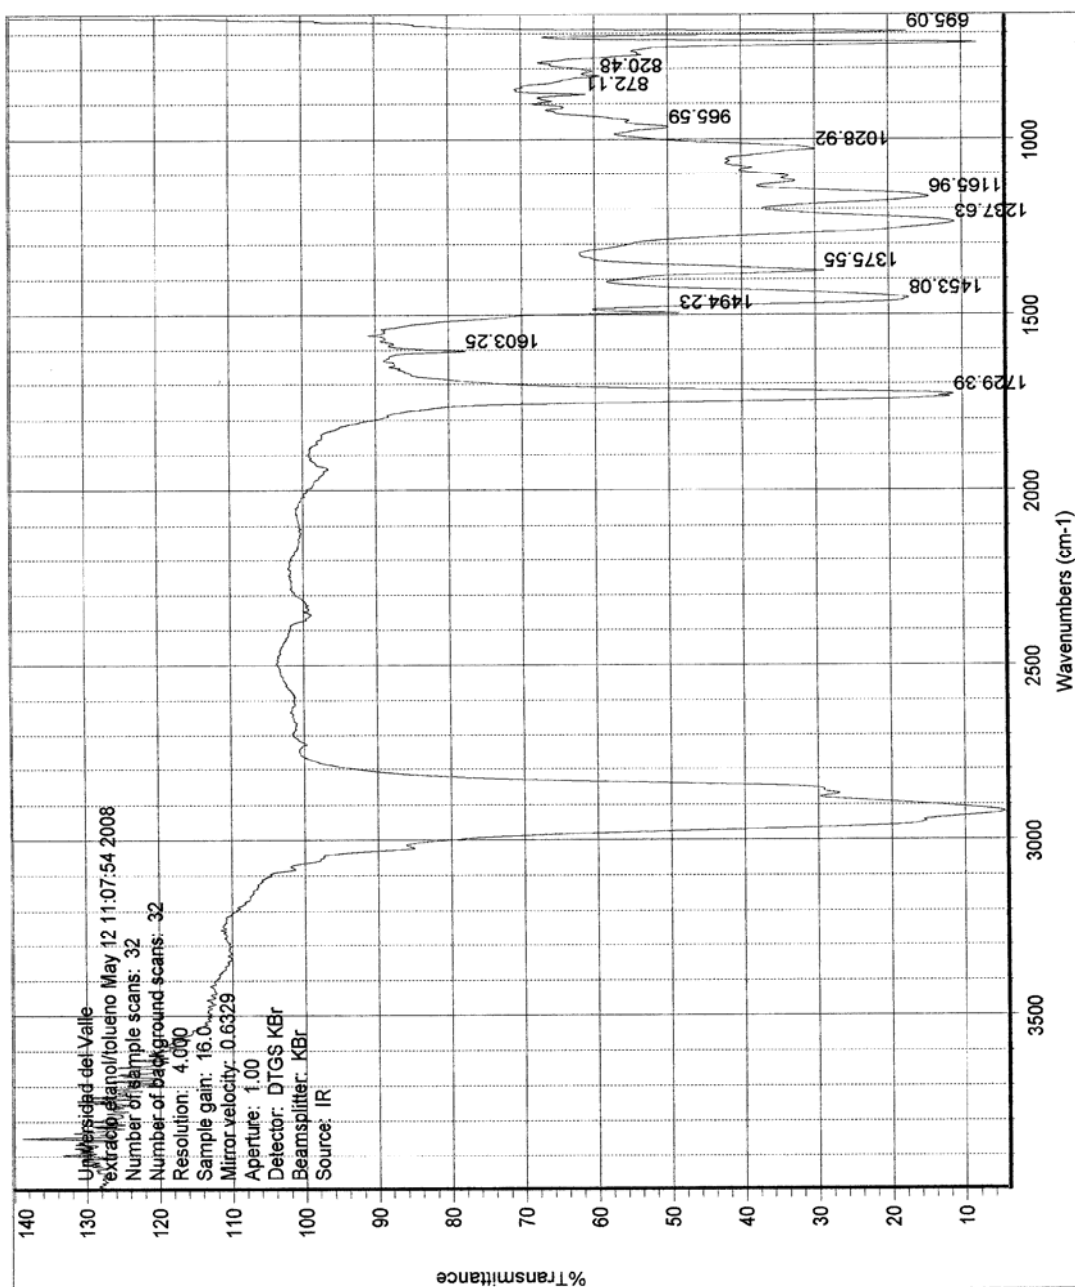 Universidad del Valle
extracto etanol/tolueno May 12 11:07:54 2008
Number of sample scans: 32
Number of background scans: 32
Resolution: 4.000
Sample gain: 16.0
Mirror velocity: 0.6329
Aperture: 1.00
Detector: DTGS KBr
Beamsplitter: KBr
Source: IR
%Transmittance
140
130
120
110
100
90
80
70
60
50
40
30
20
10
1729.39
1603.25
1494.23
1453.08
1375.55
1237.63
1165.96
1028.92
965.59
872.11
820.48
695.09
3500
3000
2500
2000
1500
1000
Wavenumbers (cm-1)